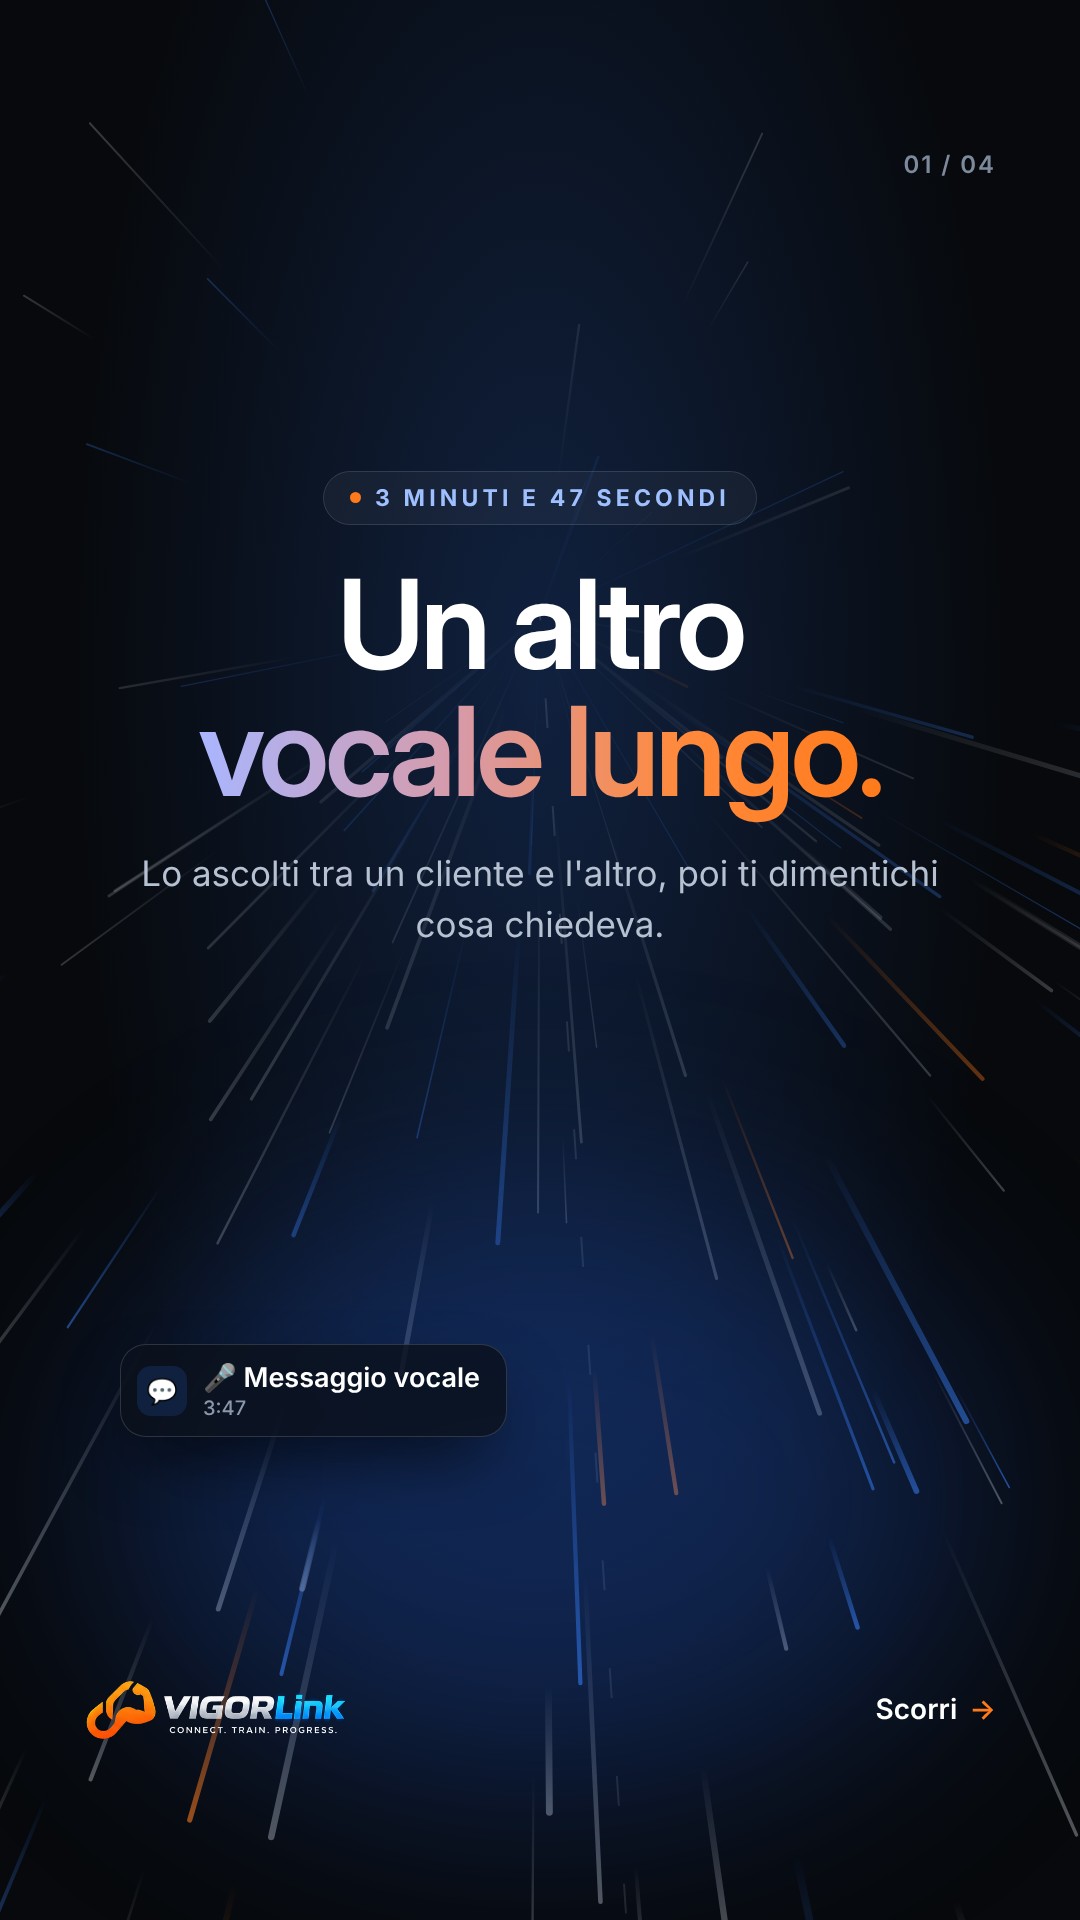 01 / 04
3 MINUTI E 47 SECONDI
Un altro
vocale lungo.
Lo ascolti tra un cliente e l'altro, poi ti dimentichi
cosa chiedeva.
🎤 Messaggio vocale
3:47
VIGORLink
CONNECT. TRAIN. PROGRESS.
Scorri →